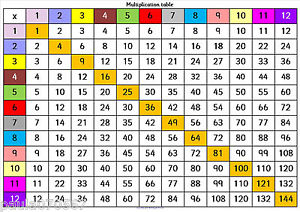 Multiplication table
x 1 2 3 4 5 6 7 8 9 10 11 12
1 1 2 3 4 5 6 7 8 9 10 11 12
2 2 4 6 8 10 12 14 16 18 20 22 24
3 3 6 9 12 15 18 21 24 27 30 33 36
4 4 8 12 16 20 24 28 32 36 40 44 48
5 5 10 15 20 25 30 35 40 45 50 55 60
6 6 12 18 24 30 36 42 48 54 60 66 72
7 7 14 21 28 35 42 49 56 63 70 77 84
8 8 16 24 32 40 48 56 64 72 80 88 96
9 9 18 27 36 45 54 63 72 81 90 99 108
10 10 20 30 40 50 60 70 80 90 100 110 120
11 11 22 33 44 55 66 77 88 99 110 121 132
12 12 24 36 48 60 72 84 96 108 120 132 144